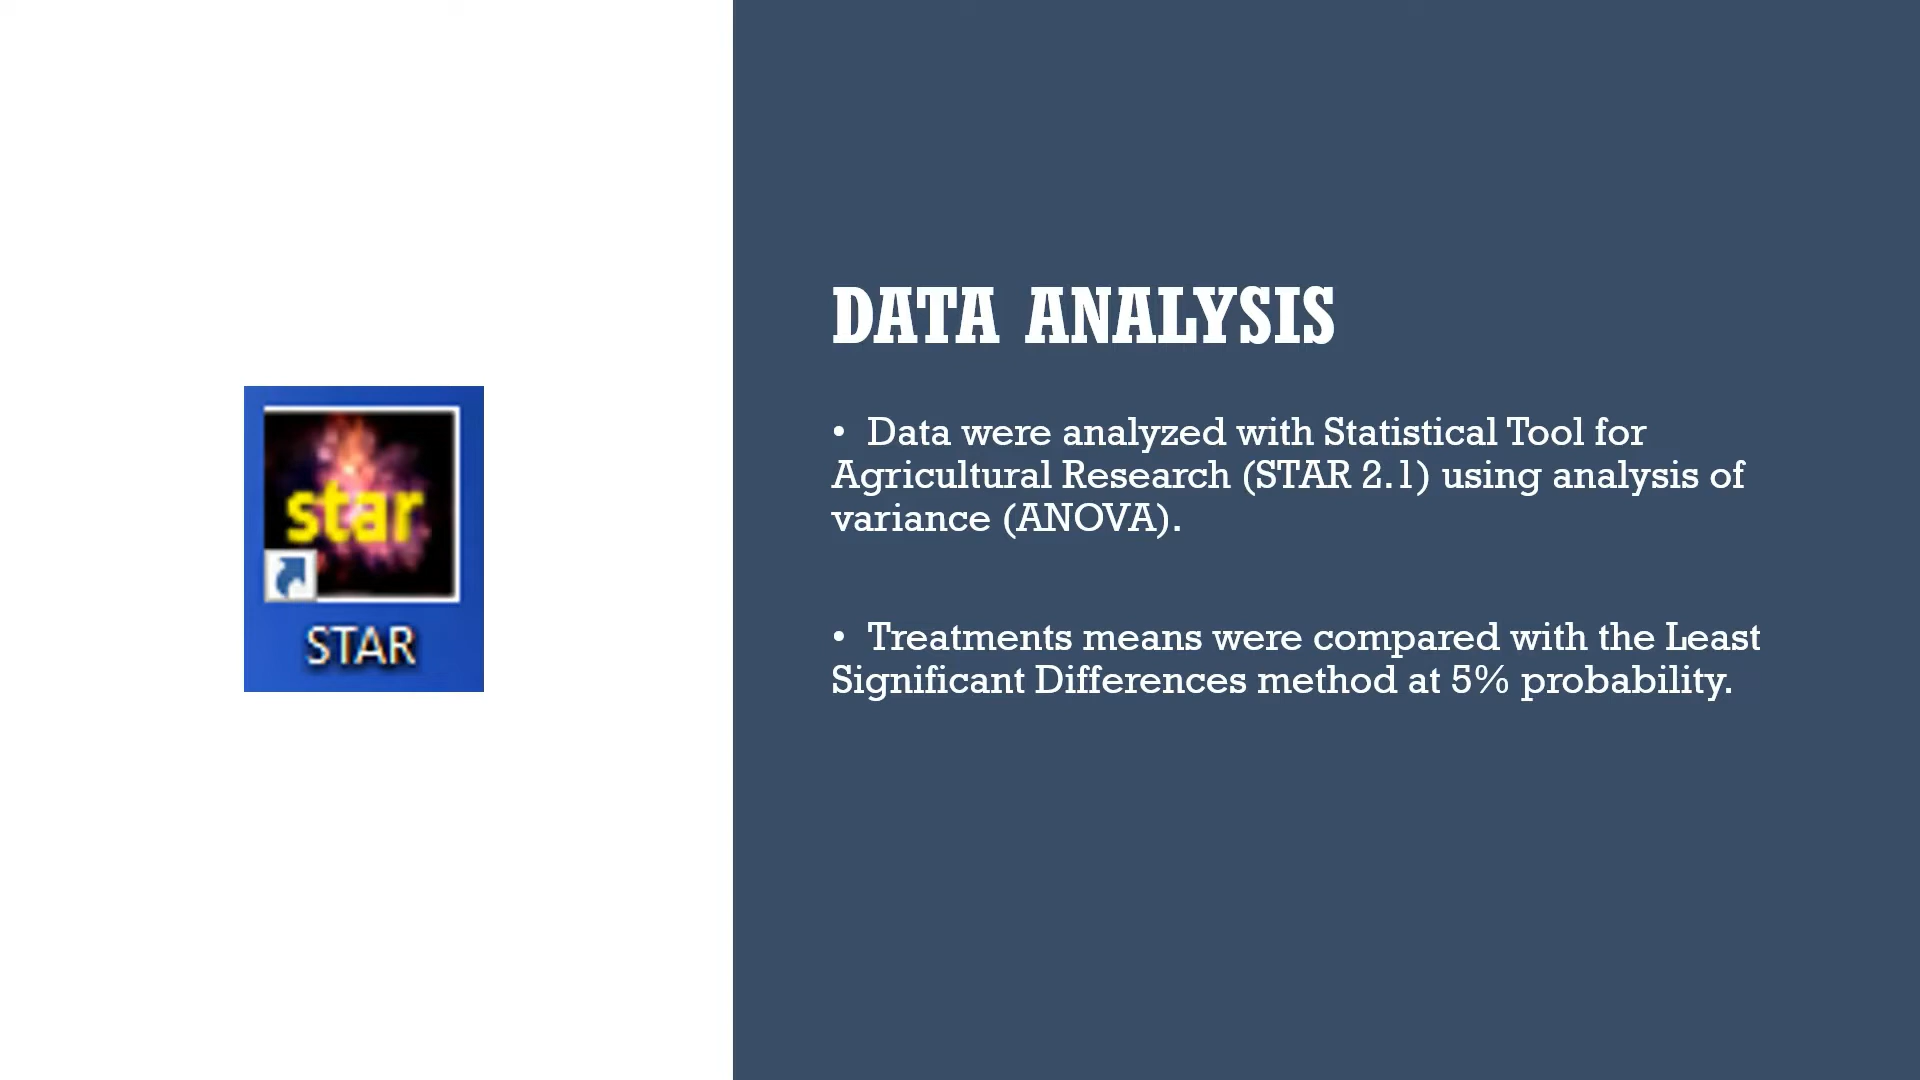 star
STAR
DATA ANALYSIS
• Data were analyzed with Statistical Tool for
Agricultural Research (STAR 2.1) using analysis of
variance (ANOVA).
• Treatments means were compared with the Least
Significant Differences method at 5% probability.